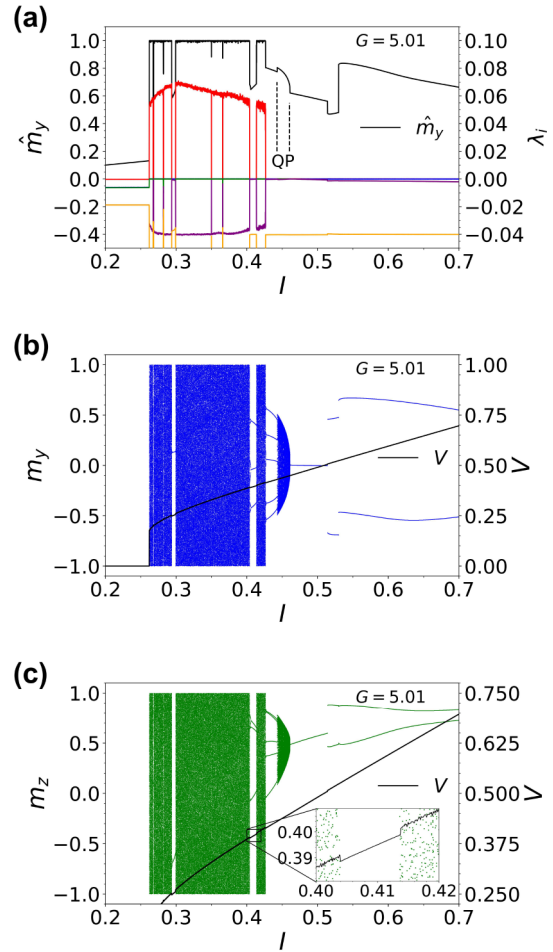 (a)
G = 5.01
1.0 0.8 0.6 0.4 0.2 0.0 −0.2 −0.4
m̂y
0.10 0.08 0.06 0.04 0.02 0.00 −0.02 −0.04
λi
m̂y
QP
0.2 0.3 0.4 0.5 0.6 0.7
I
(b)
G = 5.01
1.0 0.5 0.0 −0.5 −1.0
my
1.00 0.75 0.50 0.25 0.00
V
V
0.2 0.3 0.4 0.5 0.6 0.7
I
(c)
G = 5.01
1.0 0.5 0.0 −0.5 −1.0
mz
0.750 0.625 0.500 0.375 0.250
V
V
0.40
0.39
0.40 0.41 0.42
0.2 0.3 0.4 0.5 0.6 0.7
I